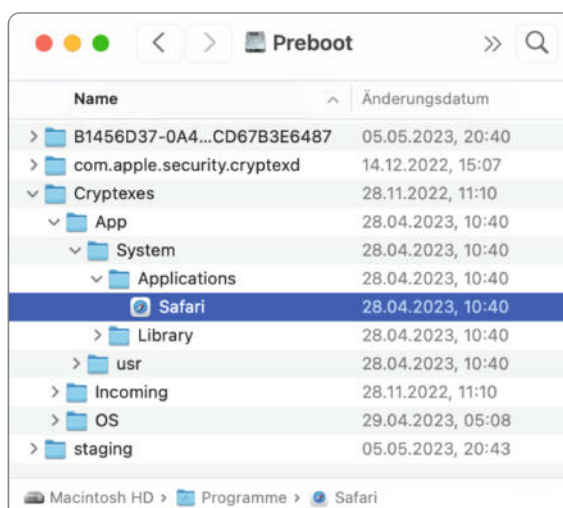 Preboot
Name Änderungsdatum
B1456D37-0A4...CD67B3E6487 05.05.2023, 20:40
com.apple.security.cryptexd 14.12.2022, 15:07
Cryptexes 28.11.2022, 11:10
App 28.04.2023, 10:40
System 28.04.2023, 10:40
Applications 28.04.2023, 10:40
Safari 28.04.2023, 10:40
Library 28.04.2023, 10:40
usr 28.04.2023, 10:40
Incoming 28.11.2022, 11:10
OS 29.04.2023, 05:08
staging 05.05.2023, 20:43
Macintosh HD › Programme › Safari